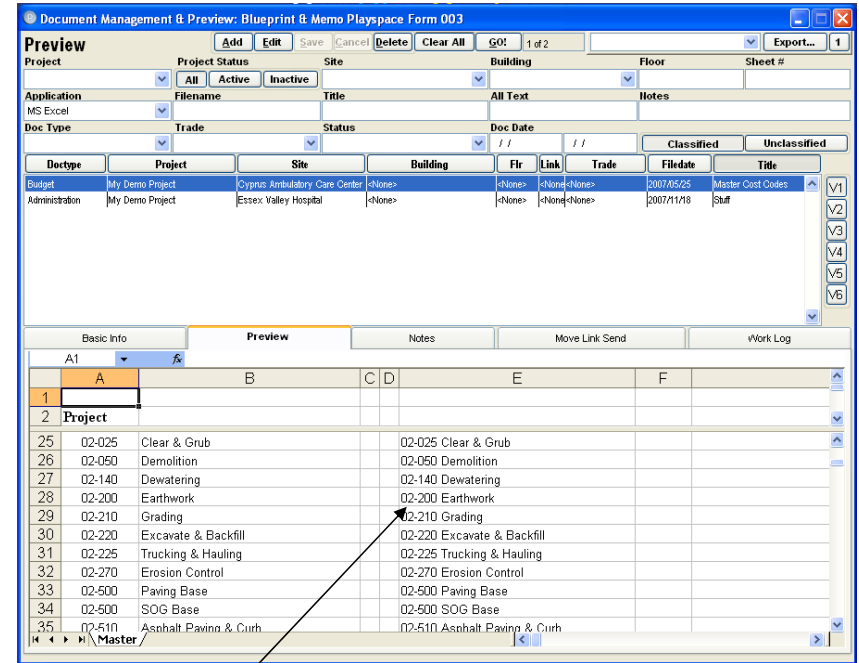 Document Management & Preview: Blueprint & Memo Playspace Form 003
Preview Add Edit Save Cancel Delete Clear All GO! 1 of 2 Export... 1
Project Project Status Site Building Floor Sheet #
All Active Inactive
Application Filename Title All Text Notes
MS Excel
Doc Type Trade Status Doc Date
/ / / / Classified Unclassified
Doctype Project Site Building Flr Link Trade Filedate Title
Budget My Demo Project Cyprus Ambulatory Care Center <None> <None> <None <None> 2007/05/25 Master Cost Codes V1
Administration My Demo Project Essex Valley Hospital <None> <None> <None <None> 2007/11/18 Stuff V2
V3
V4
V5
V6
Basic Info Preview Notes Move Link Send Work Log
A1 fx
A B C D E F
1
2 Project
25 02-025 Clear & Grub 02-025 Clear & Grub
26 02-050 Demolition 02-050 Demolition
27 02-140 Dewatering 02-140 Dewatering
28 02-200 Earthwork 02-200 Earthwork
29 02-210 Grading 02-210 Grading
30 02-220 Excavate & Backfill 02-220 Excavate & Backfill
31 02-225 Trucking & Hauling 02-225 Trucking & Hauling
32 02-270 Erosion Control 02-270 Erosion Control
33 02-500 Paving Base 02-500 Paving Base
34 02-500 SOG Base 02-500 SOG Base
35 02-510 Asphalt Paving & Curb 02-510 Asphalt Paving & Curb
Master